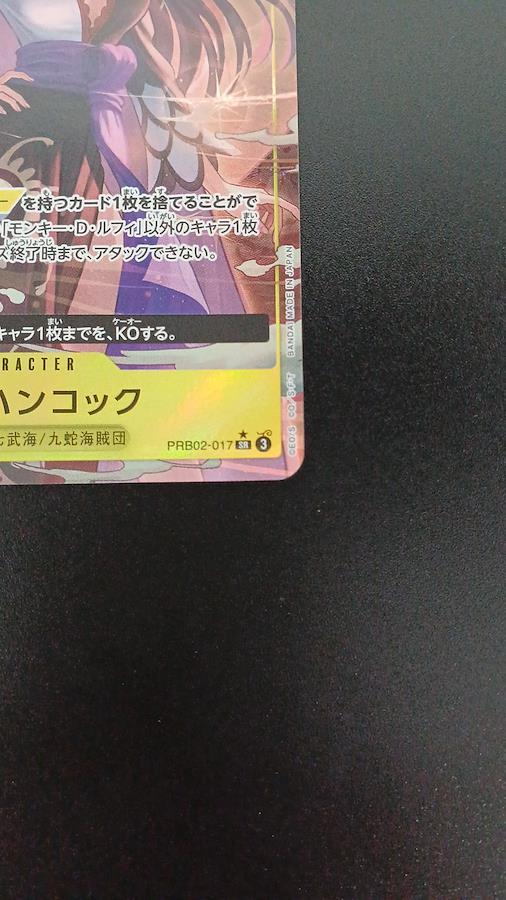 を持つカード1枚を捨てることがで
「モンキー・D・ルフィ」以外のキャラ1枚
ズ終了時まで、アタックできない。
キャラ1枚までを、KOする。
RACTER
ハンコック
七武海/九蛇海賊団
PRB02-017 SR ★ 3
BANDAI MADE IN JAPAN